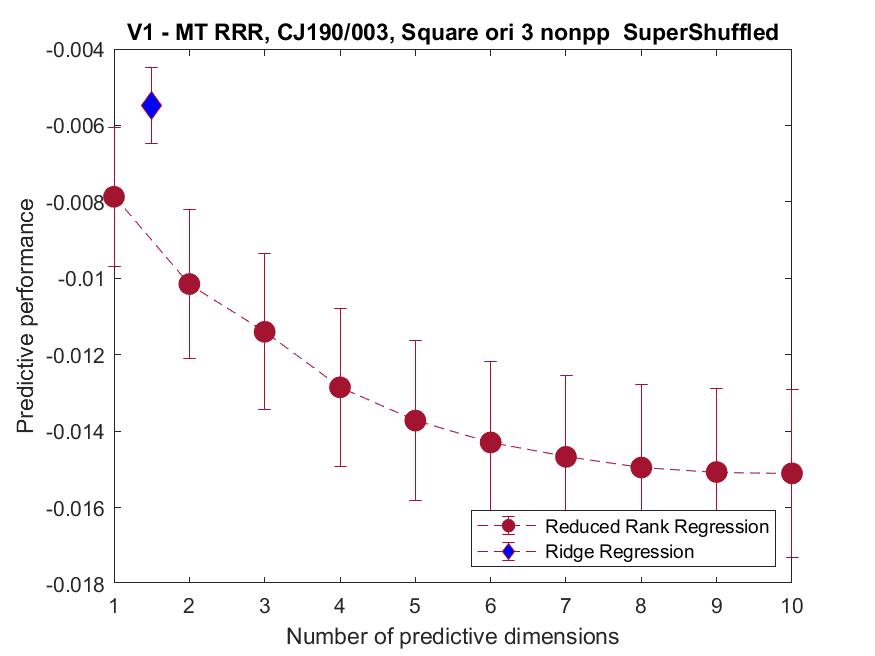 V1 - MT RRR, CJ190/003, Square ori 3 nonpp  SuperShuffled
-0.004
-0.006
-0.008
-0.01
-0.012
-0.014
-0.016
-0.018
Predictive performance
Reduced Rank Regression
Ridge Regression
1 2 3 4 5 6 7 8 9 10
Number of predictive dimensions